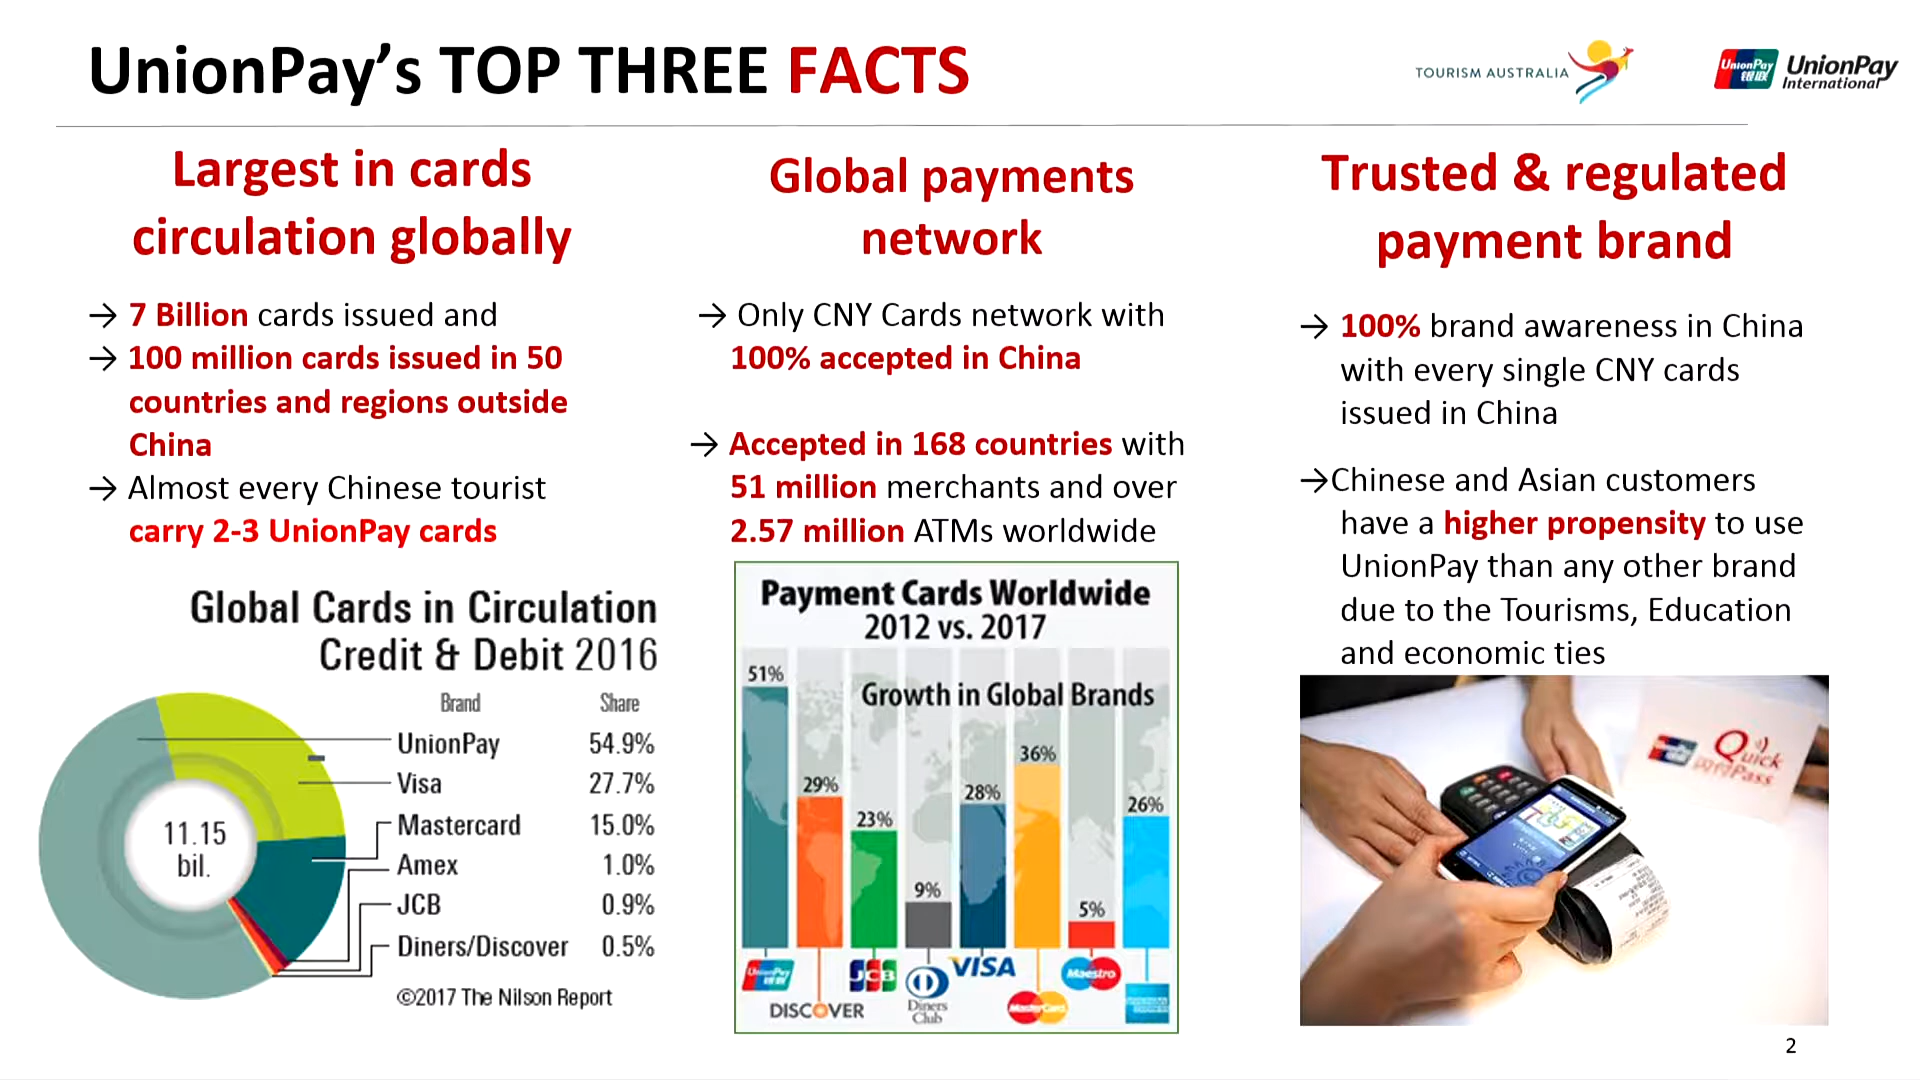 UnionPay's TOP THREE FACTS
TOURISM AUSTRALIA
UnionPay
银联
UnionPay
International
Largest in cards
circulation globally
→ 7 Billion cards issued and
→ 100 million cards issued in 50
countries and regions outside
China
→ Almost every Chinese tourist
carry 2-3 UnionPay cards
Global Cards in Circulation
Credit & Debit 2016
Brand Share
UnionPay 54.9%
Visa 27.7%
Mastercard 15.0%
Amex 1.0%
JCB 0.9%
Diners/Discover 0.5%
11.15
bil.
©2017 The Nilson Report
Global payments
network
→ Only CNY Cards network with
100% accepted in China
→ Accepted in 168 countries with
51 million merchants and over
2.57 million ATMs worldwide
Payment Cards Worldwide
2012 vs. 2017
Growth in Global Brands
51%
29%
23%
9%
28%
36%
5%
26%
UnionPay
银联
DISCOVER
JCB
Diners
Club
VISA
MasterCard
Maestro
Trusted & regulated
payment brand
→ 100% brand awareness in China
with every single CNY cards
issued in China
→Chinese and Asian customers
have a higher propensity to use
UnionPay than any other brand
due to the Tourisms, Education
and economic ties
Quick
Pass
2